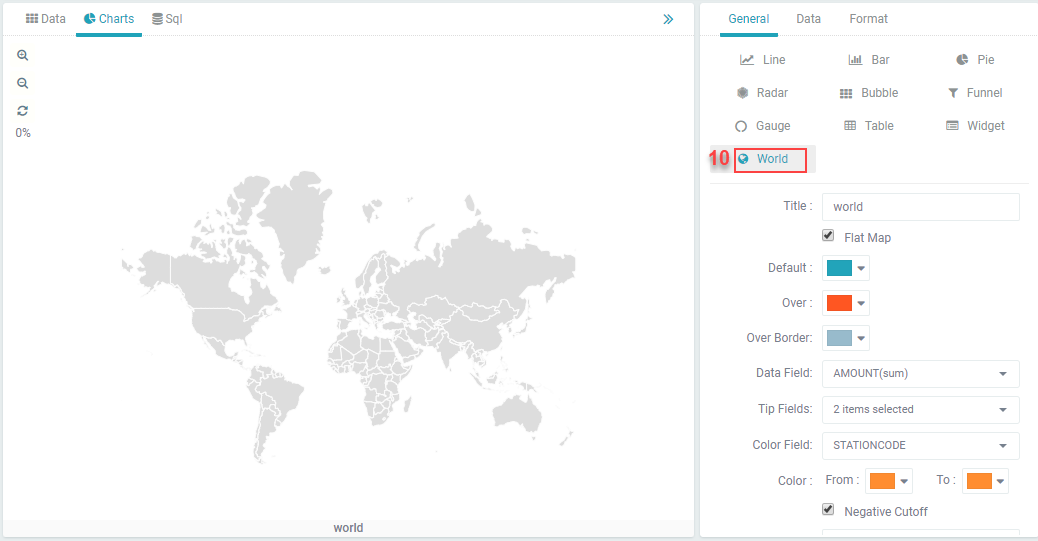 Data Charts Sql
0%
world
General Data Format
Line Bar Pie
Radar Bubble Funnel
Gauge Table Widget
10 World
Title : world
Flat Map
Default :
Over :
Over Border:
Data Field: AMOUNT(sum)
Tip Fields: 2 items selected
Color Field: STATIONCODE
Color : From : To :
Negative Cutoff